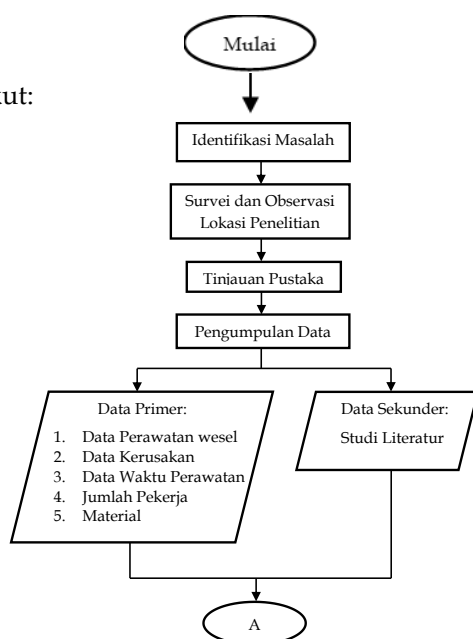 Mulai
kut:
Identifikasi Masalah
Survei dan Observasi
Lokasi Penelitian
Tinjauan Pustaka
Pengumpulan Data
Data Primer:
1. Data Perawatan wesel
2. Data Kerusakan
3. Data Waktu Perawatan
4. Jumlah Pekerja
5. Material
Data Sekunder:
Studi Literatur
A